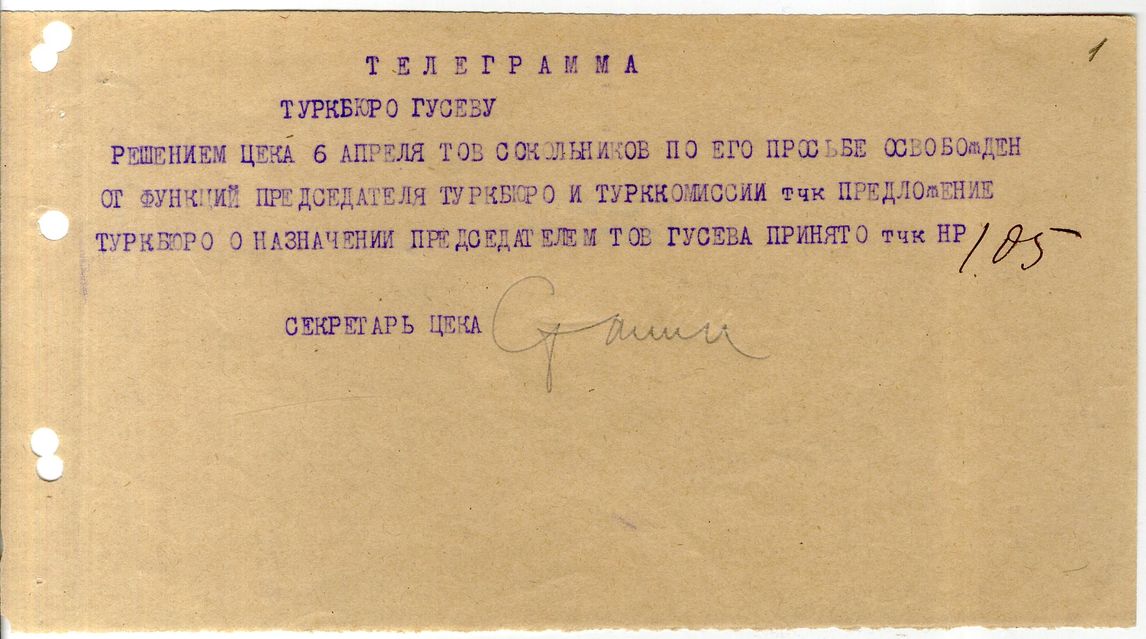 1
ТЕЛЕГРАММА
ТУРКБЮРО ГУСЕВУ
РЕШЕНИЕМ ЦЕКА 6 АПРЕЛЯ ТОВ СОКОЛЬНИКОВ ПО ЕГО ПРОСЬБЕ ОСВОБОжДЕН
ОТ ФУНКЦИЙ ПРЕДСЕДАТЕЛЯ ТУРКБЮРО И ТУРККОМИССИИ тчк ПРЕДЛОжЕНИЕ
ТУРКБЮРО О НАЗНАЧЕНИИ ПРЕДСЕДАТЕЛЕМ ТОВ ГУСЕВА ПРИНЯТО тчк НР 105
СЕКРЕТАРЬ ЦЕКА Сталин